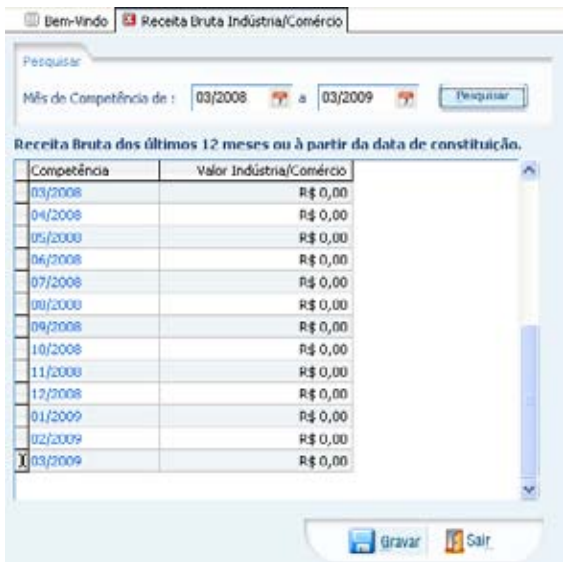 Bem-Vindo Receita Bruta Indústria/Comércio
Pesquisar
Mês de Competência de : 03/2008 a 03/2009 Pesquisar
Receita Bruta dos últimos 12 meses ou à partir da data de constituição.
Competência Valor Indústria/Comércio
03/2008 R$ 0,00
04/2008 R$ 0,00
05/2008 R$ 0,00
06/2008 R$ 0,00
07/2008 R$ 0,00
08/2008 R$ 0,00
09/2008 R$ 0,00
10/2008 R$ 0,00
11/2008 R$ 0,00
12/2008 R$ 0,00
01/2009 R$ 0,00
02/2009 R$ 0,00
03/2009 R$ 0,00
Gravar Sair